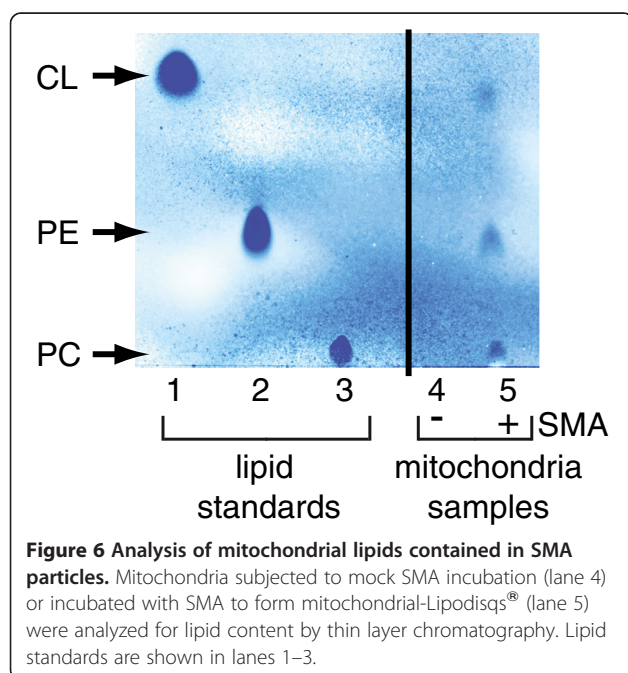 CL
PE
PC
1 2 3 4 5
- + SMA
lipid standards
mitochondria samples
Figure 6 Analysis of mitochondrial lipids contained in SMA
particles. Mitochondria subjected to mock SMA incubation (lane 4)
or incubated with SMA to form mitochondrial-Lipodisqs® (lane 5)
were analyzed for lipid content by thin layer chromatography. Lipid
standards are shown in lanes 1–3.